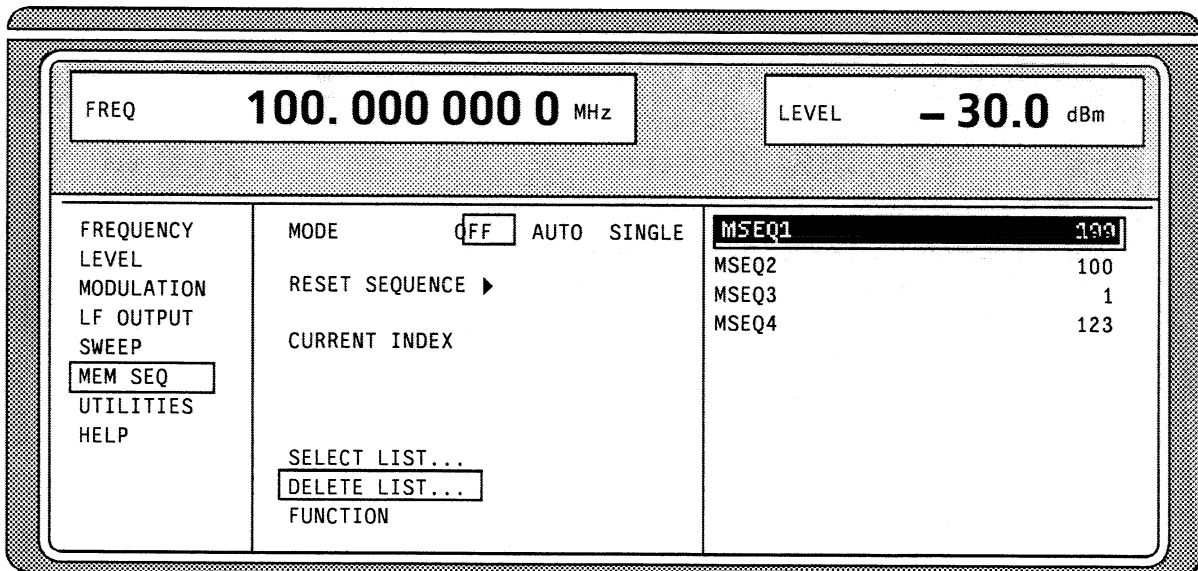 FREQ 100. 000 000 0 MHz
LEVEL – 30.0 dBm
FREQUENCY
LEVEL
MODULATION
LF OUTPUT
SWEEP
MEM SEQ
UTILITIES
HELP
MODE OFF AUTO SINGLE
RESET SEQUENCE ▶
CURRENT INDEX
SELECT LIST...
DELETE LIST...
FUNCTION
MSEQ1
MSEQ2 100
MSEQ3 1
MSEQ4 123